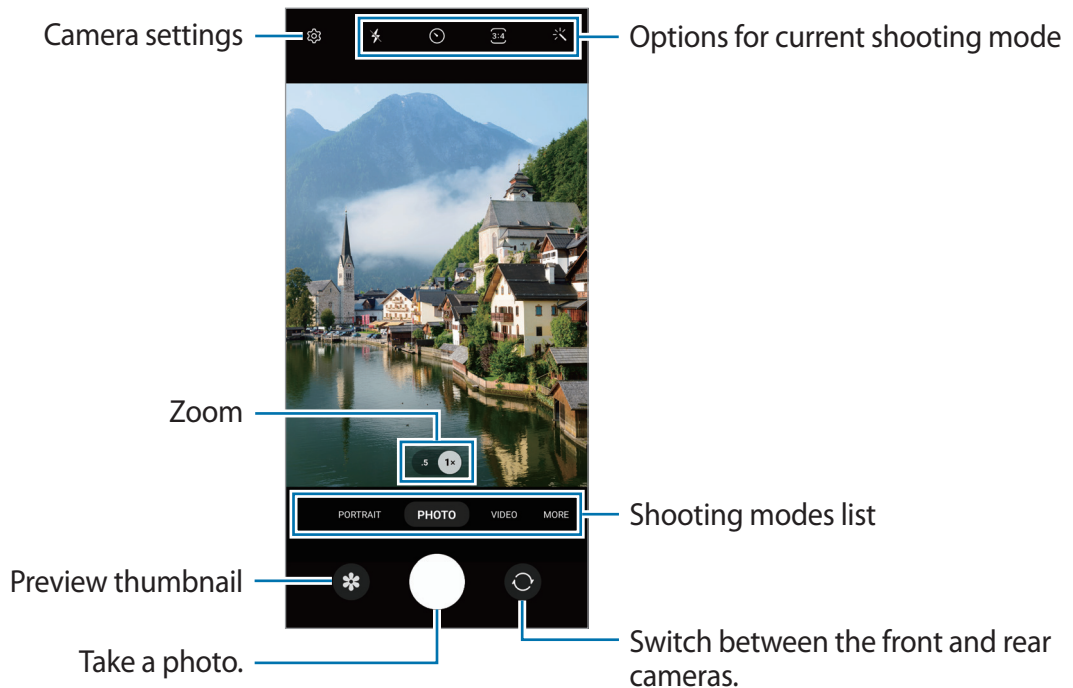 Camera settings
3:4
Options for current shooting mode
Zoom
.5 1×
PORTRAIT PHOTO VIDEO MORE
Shooting modes list
Preview thumbnail
Take a photo.
Switch between the front and rear
cameras.